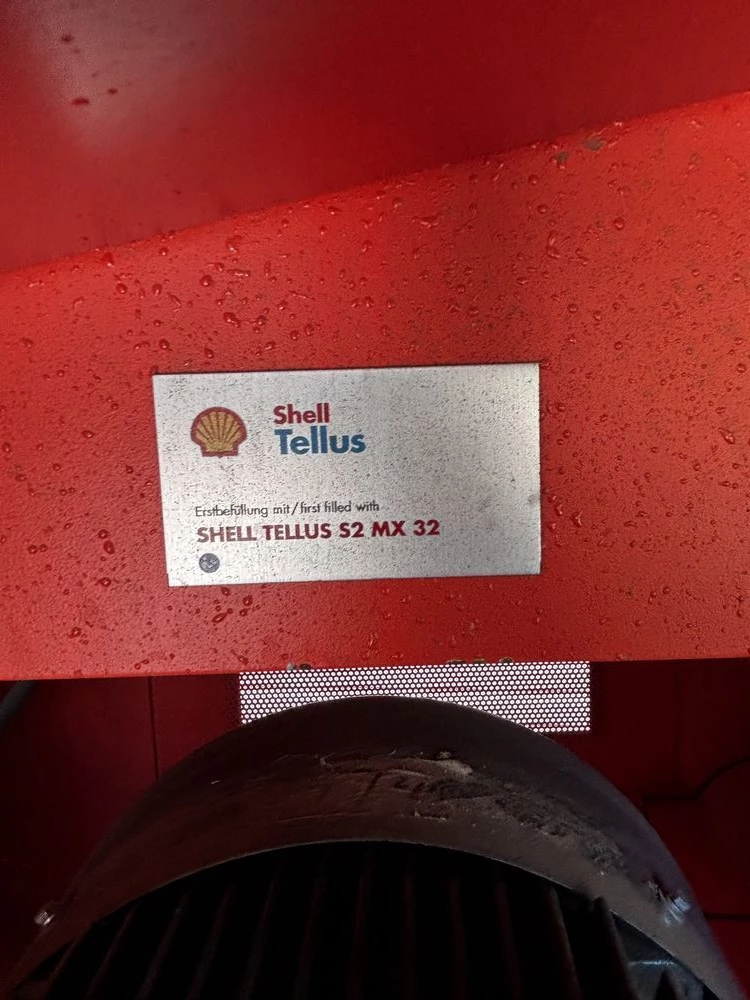 Shell
Tellus
Erstbefüllung mit/first filled with
SHELL TELLUS S2 MX 32